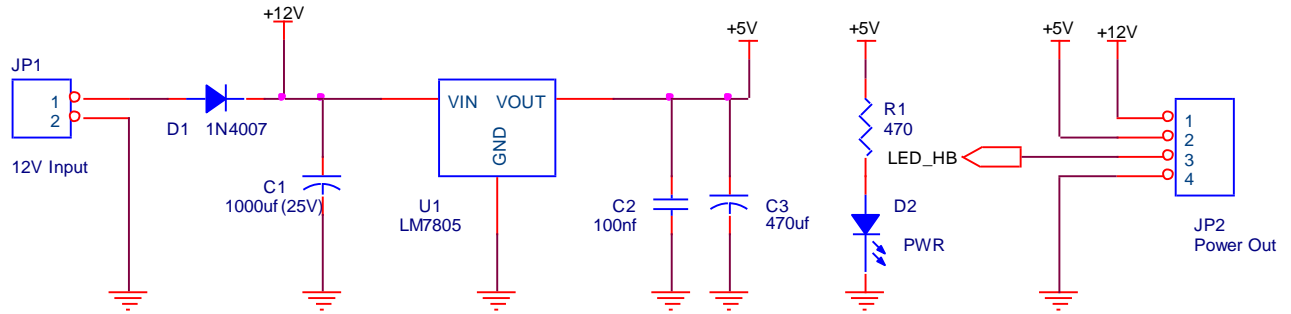 +12V
+5V
+5V
+5V
+12V
JP1
1
2
12V Input
D1
1N4007
C1
1000uf (25V)
VIN
VOUT
GND
U1
LM7805
C2
100nf
C3
470uf
R1
470
LED_HB
D2
PWR
1
2
3
4
JP2
Power Out